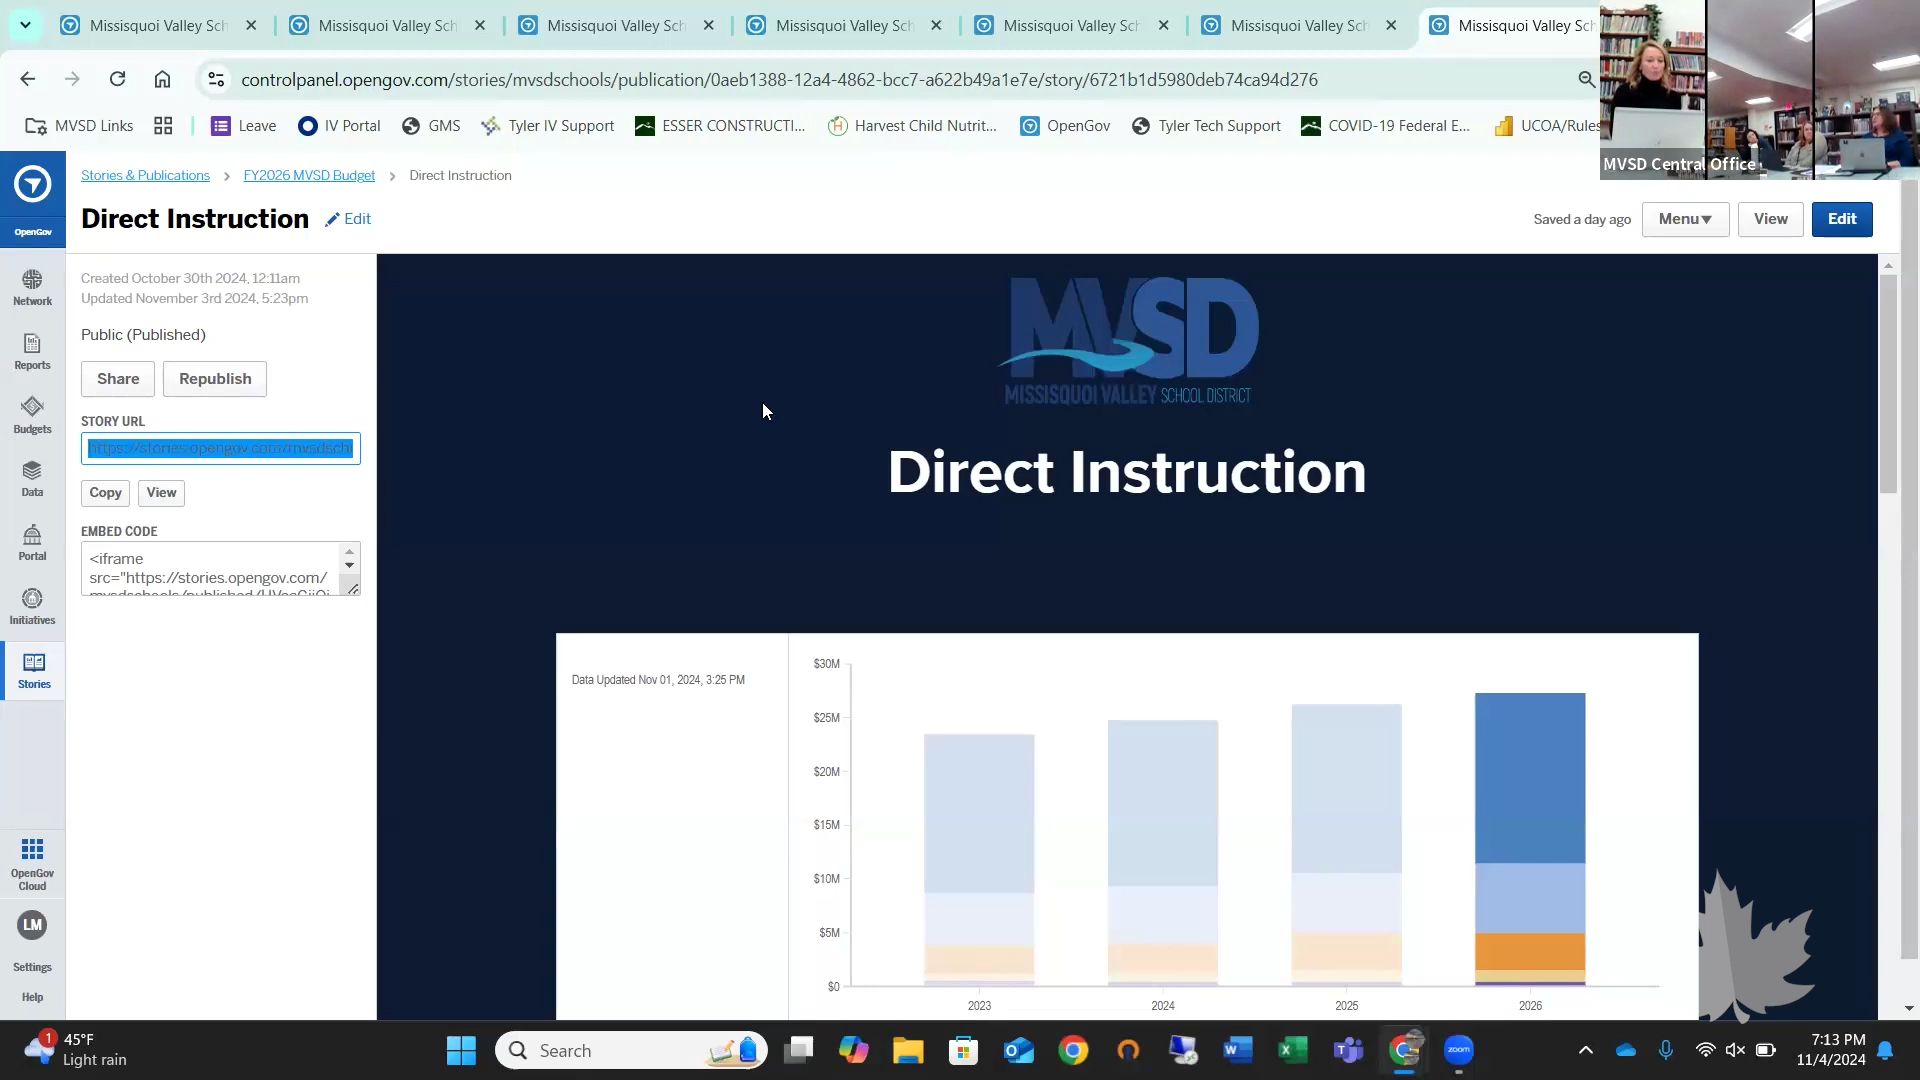 Missisquoi Valley Sch
Missisquoi Valley Sch
Missisquoi Valley Sch
Missisquoi Valley Sch
Missisquoi Valley Sch
Missisquoi Valley Sch
Missisquoi Valley Sch
controlpanel.opengov.com/stories/mvsdschools/publication/0aeb1388-12a4-4862-bcc7-a622b49a1e7e/story/6721b1d5980deb74ca94d276
MVSD Links
Leave
IV Portal
GMS
Tyler IV Support
ESSER CONSTRUCTI...
Harvest Child Nutrit...
OpenGov
Tyler Tech Support
COVID-19 Federal E...
UCOA/Rules
MVSD Central Office
Stories & Publications > FY2026 MVSD Budget > Direct Instruction
Direct Instruction Edit
Saved a day ago
Menu▾
View
Edit
OpenGov
Network
Reports
Budgets
Data
Portal
Initiatives
Stories
OpenGov
Cloud
LM
Settings
Help
Created October 30th 2024, 12:11am
Updated November 3rd 2024, 5:23pm
Public (Published)
Share
Republish
STORY URL
https://stories.opengov.com/mvsdsch
Copy
View
EMBED CODE
<iframe
src="https://stories.opengov.com/
MVSD
MISSISQUOI VALLEY SCHOOL DISTRICT
Direct Instruction
Data Updated Nov 01, 2024, 3:25 PM
$30M
$25M
$20M
$15M
$10M
$5M
$0
2023
2024
2025
2026
1
45°F
Light rain
Search
zoom
7:13 PM
11/4/2024